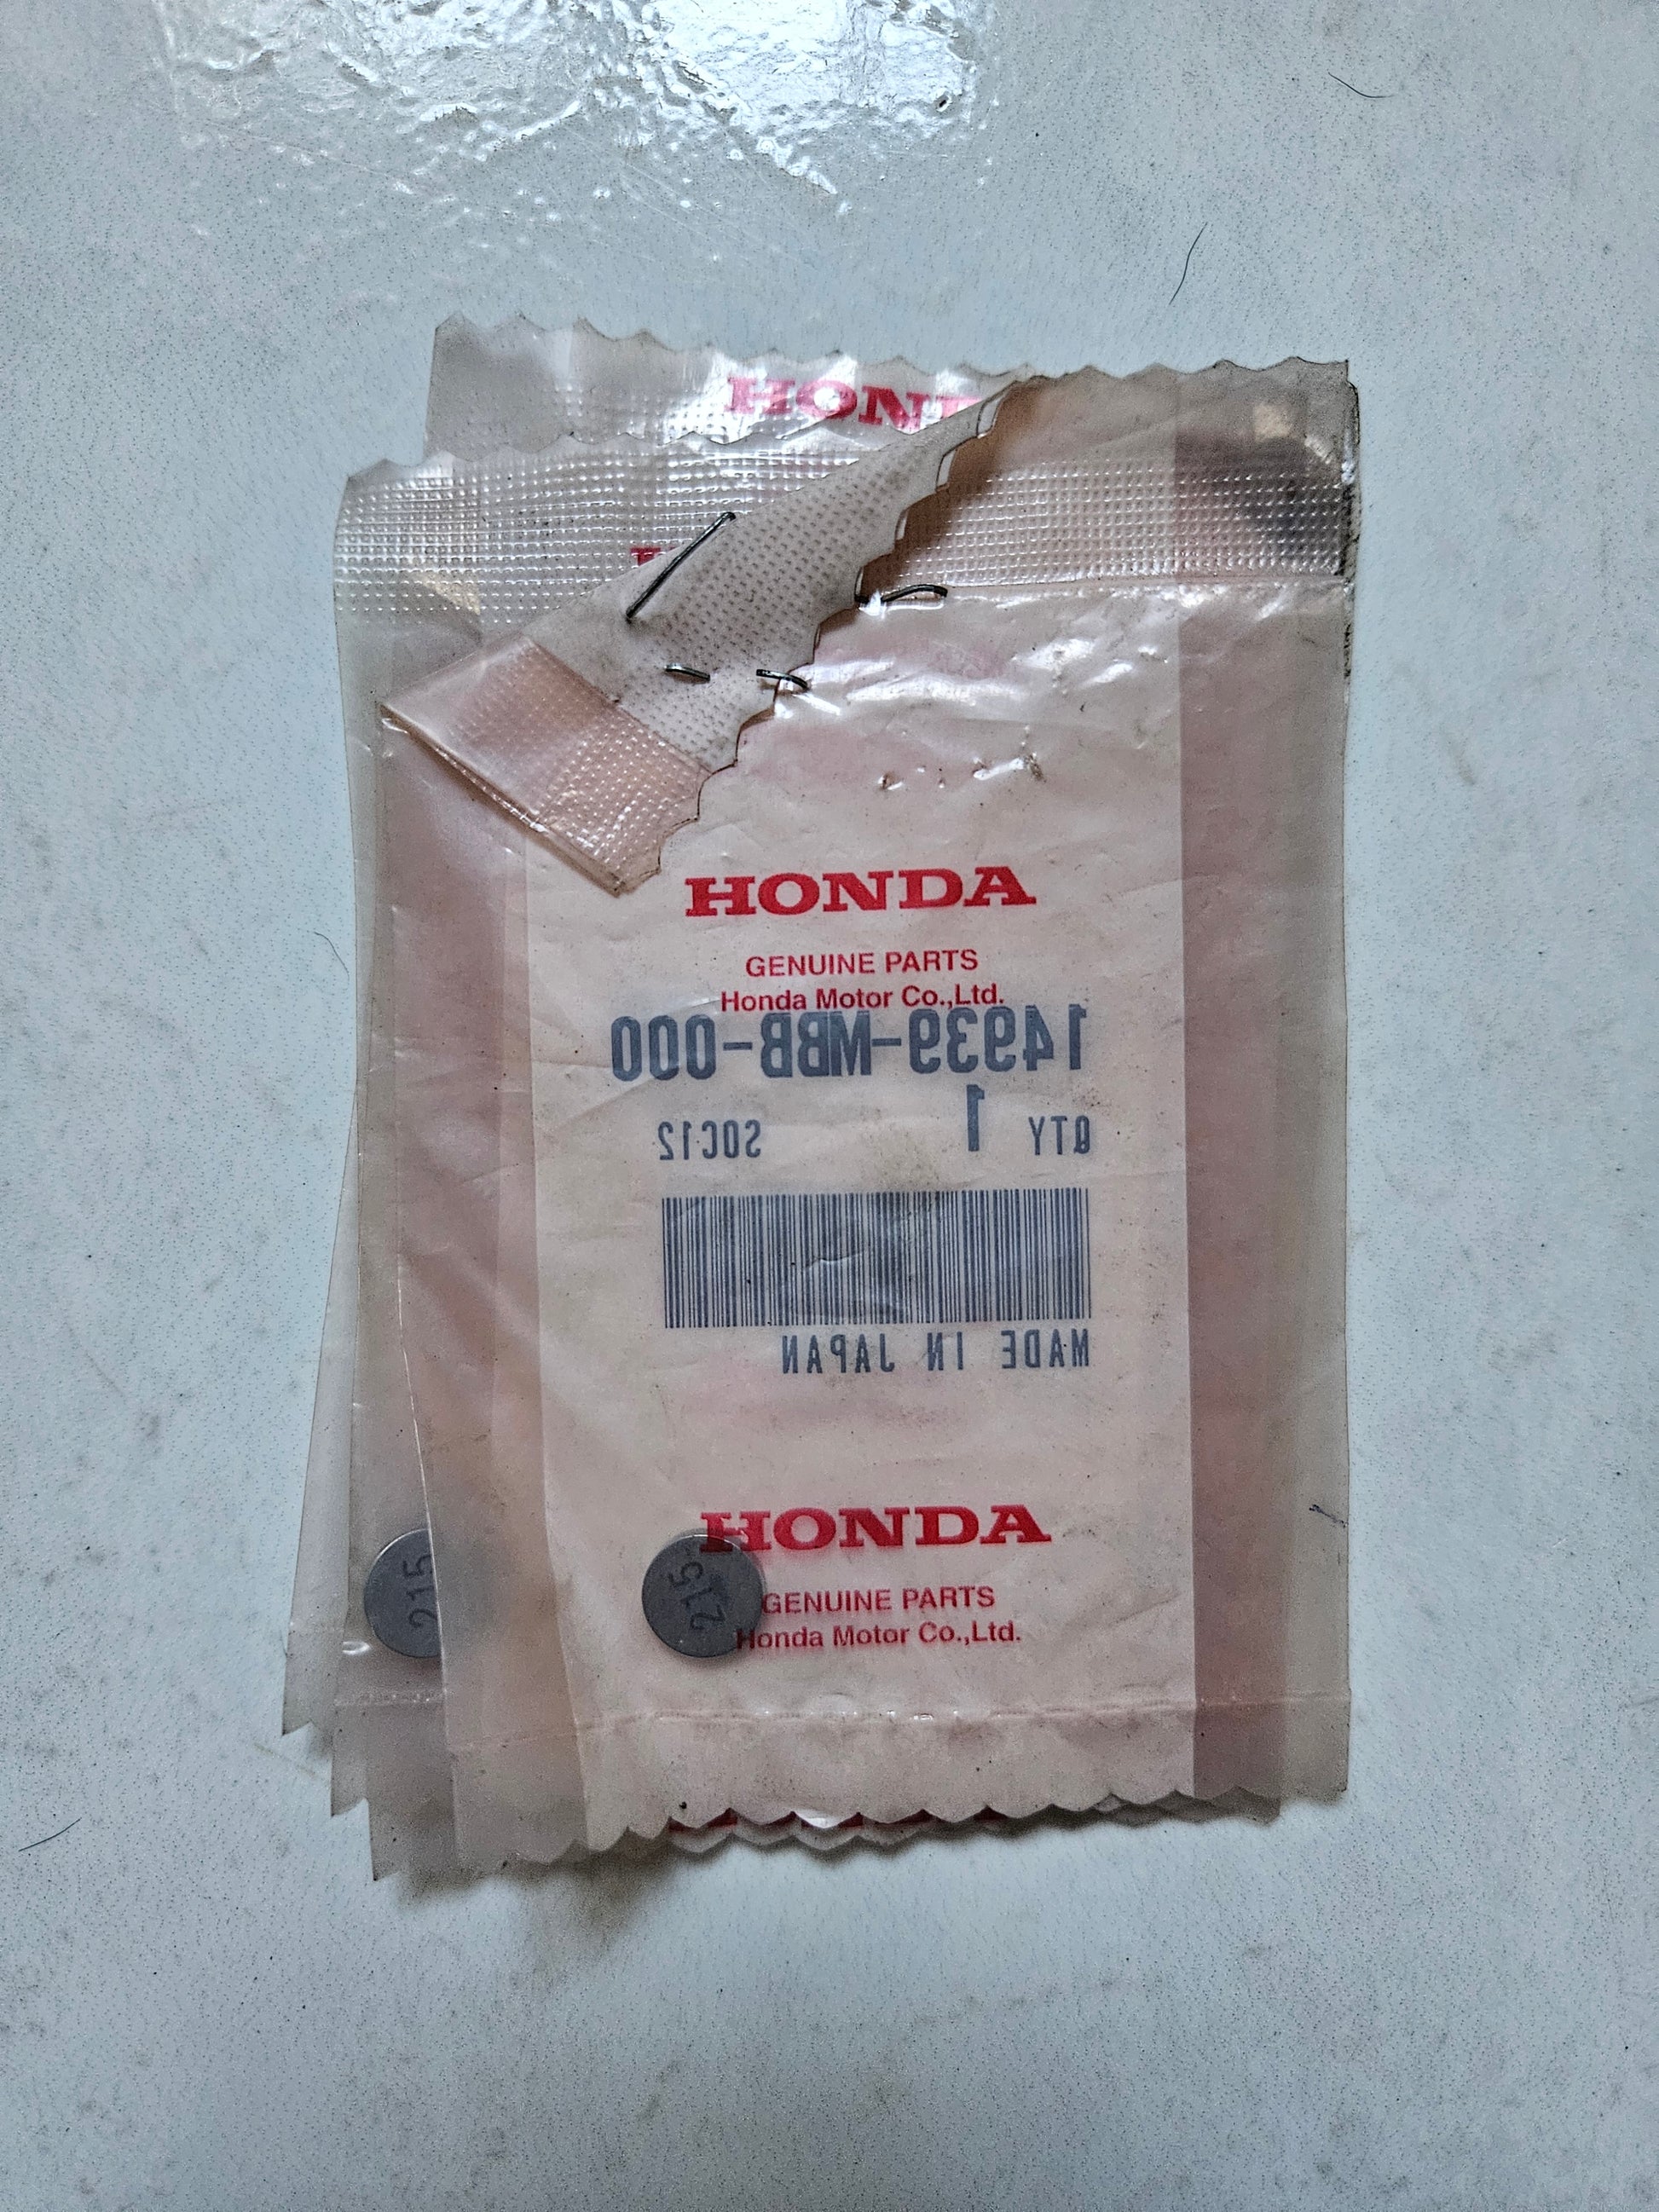 HON
HONDA
GENUINE PARTS
Honda Motor Co.,Ltd.
14939-MBB-000
QTY 1 SOC12
MADE IN JAPAN
HONDA
GENUINE PARTS
Honda Motor Co.,Ltd.
215
215